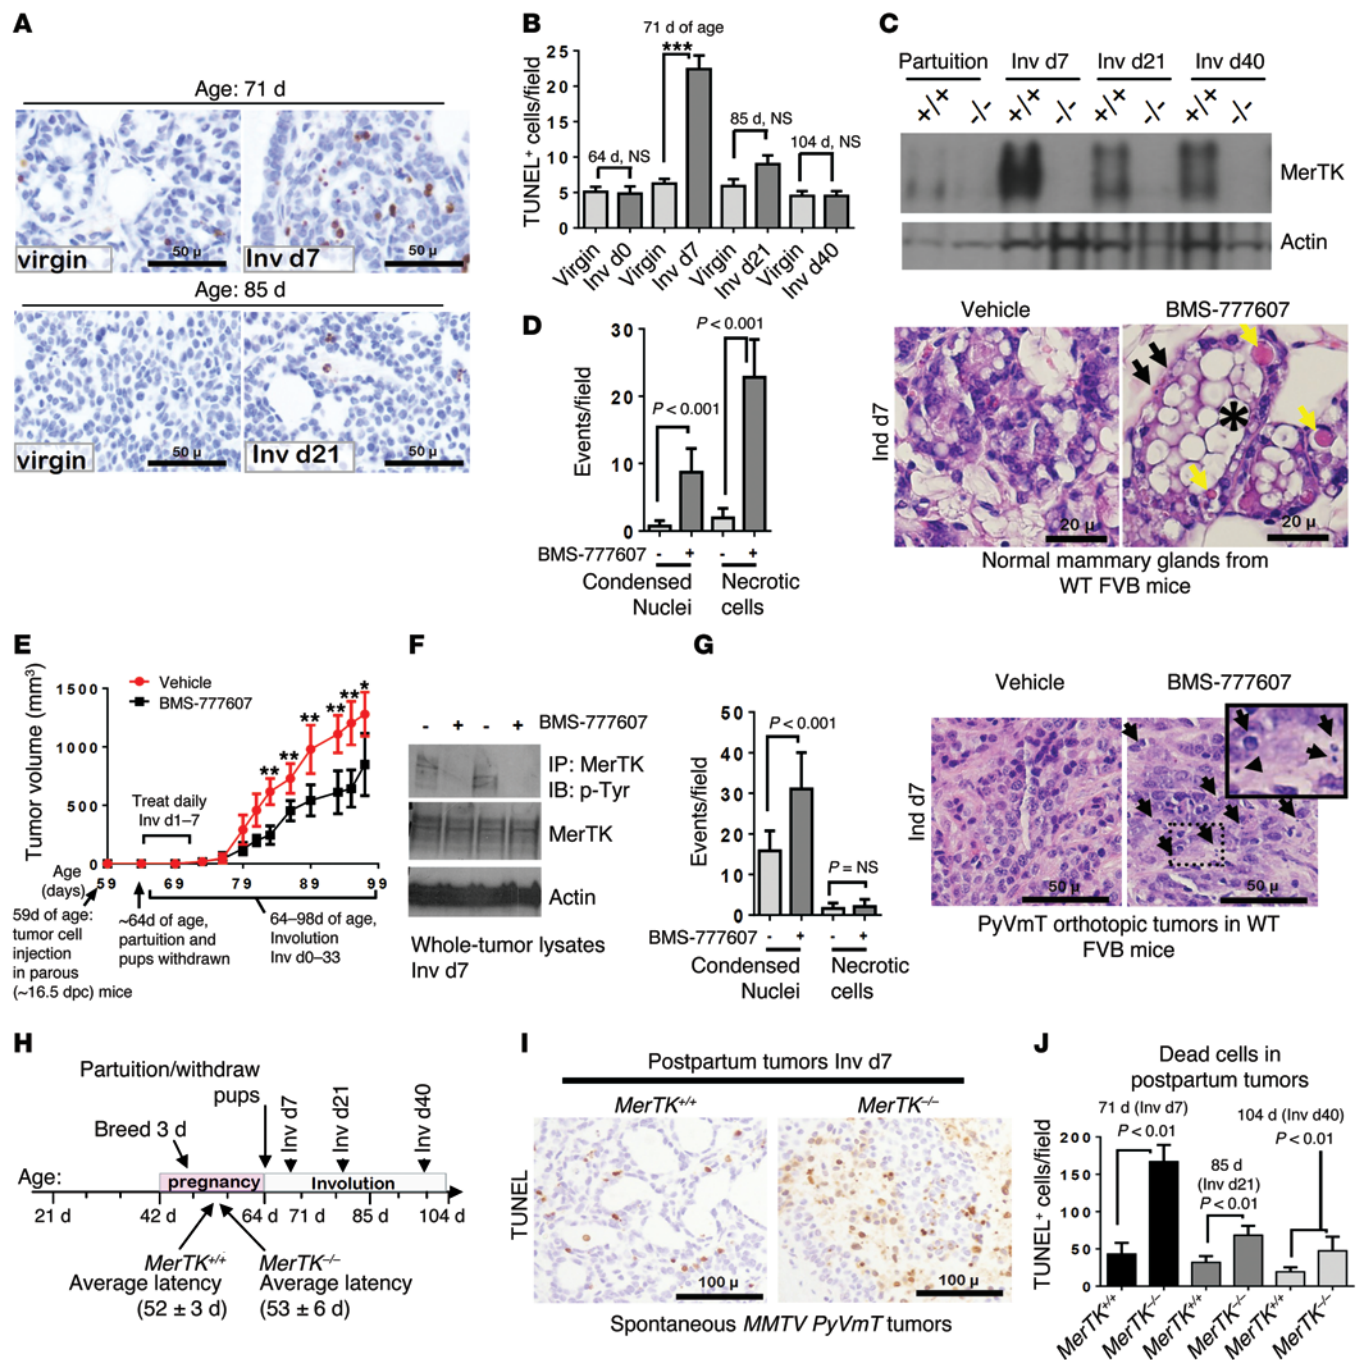 A
Age: 71 d
virgin
50 µ
Inv d7
50 µ
Age: 85 d
virgin
50 µ
Inv d21
50 µ
B
71 d of age
***
TUNEL⁺ cells/field
25
20
15
10
5
0
64 d, NS
85 d, NS
104 d, NS
Virgin
Inv d0
Virgin
Inv d7
Virgin
Inv d21
Virgin
Inv d40
C
Partuition Inv d7 Inv d21 Inv d40
+/+ -/- +/+ -/- +/+ -/- +/+ -/-
MerTK
Actin
D
Events/field
30
20
10
0
P < 0.001
P < 0.001
BMS-777607 - + - +
Condensed Nuclei
Necrotic cells
Vehicle BMS-777607
Ind d7
*
20 µ
20 µ
Normal mammary glands from
WT FVB mice
E
Tumor volume (mm³)
1500
1000
500
0
Vehicle
BMS-777607
** ** ** ** ** *
Treat daily
Inv d1–7
Age
(days)
59 69 79 89 99
59d of age:
tumor cell
injection
in parous
(~16.5 dpc) mice
~64d of age,
partuition and
pups withdrawn
64–98d of age,
Involution
Inv d0–33
F
- + - + BMS-777607
IP: MerTK
IB: p-Tyr
MerTK
Actin
Whole-tumor lysates
Inv d7
G
Events/field
50
40
30
20
10
0
P < 0.001
P = NS
BMS-777607 - + - +
Condensed Nuclei
Necrotic cells
Vehicle BMS-777607
Ind d7
50 µ
50 µ
PyVmT orthotopic tumors in WT
FVB mice
H
Partuition/withdraw
pups
Breed 3 d
Inv d7
Inv d21
Inv d40
Age:
pregnancy
Involution
21 d 42 d 64 d 71 d 85 d 104 d
MerTK+/+
Average latency
(52 ± 3 d)
MerTK–/–
Average latency
(53 ± 6 d)
I
Postpartum tumors Inv d7
MerTK+/+ MerTK–/–
TUNEL
100 µ
100 µ
Spontaneous MMTV PyVmT tumors
J
Dead cells in
postpartum tumors
71 d (Inv d7)
P < 0.01
85 d
(Inv d21)
P < 0.01
104 d (Inv d40)
P < 0.01
TUNEL⁺ cells/field
200
150
100
50
0
MerTK+/+
MerTK–/–
MerTK+/+
MerTK–/–
MerTK+/+
MerTK–/–